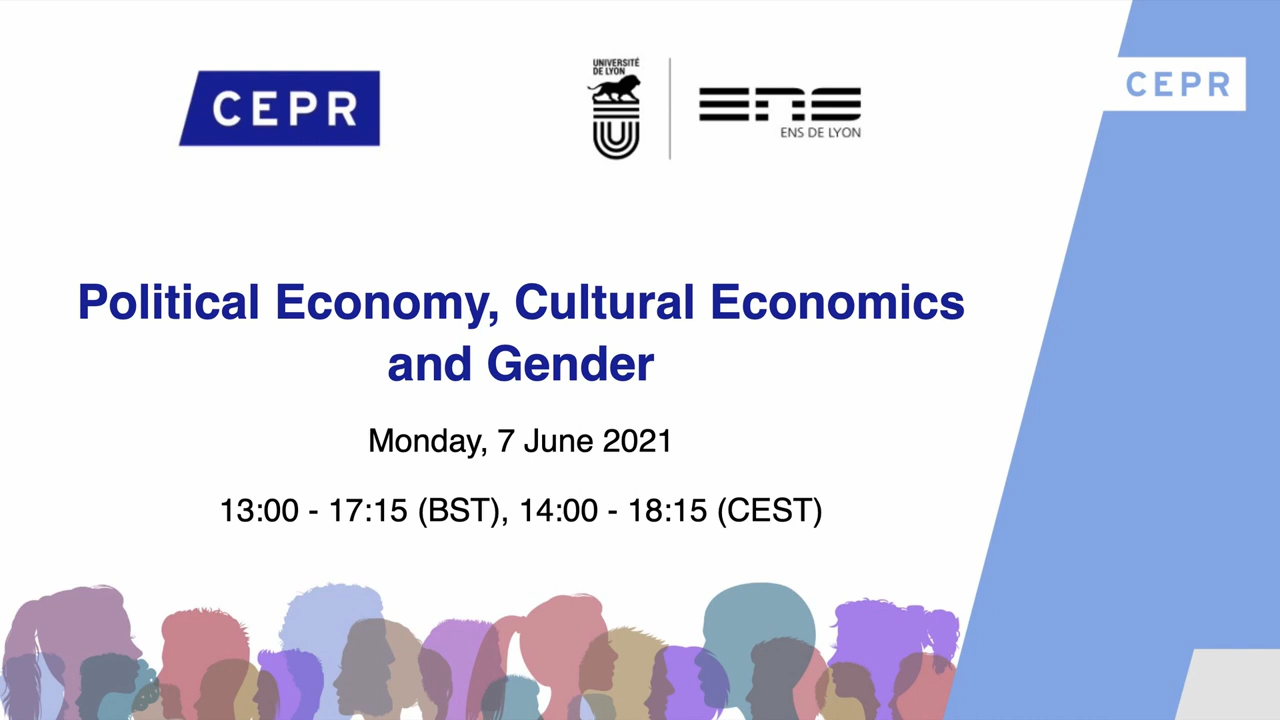 CEPR
UNIVERSITÉ
DE LYON
ENS
ENS DE LYON
CEPR
Political Economy, Cultural Economics
and Gender
Monday, 7 June 2021
13:00 - 17:15 (BST), 14:00 - 18:15 (CEST)